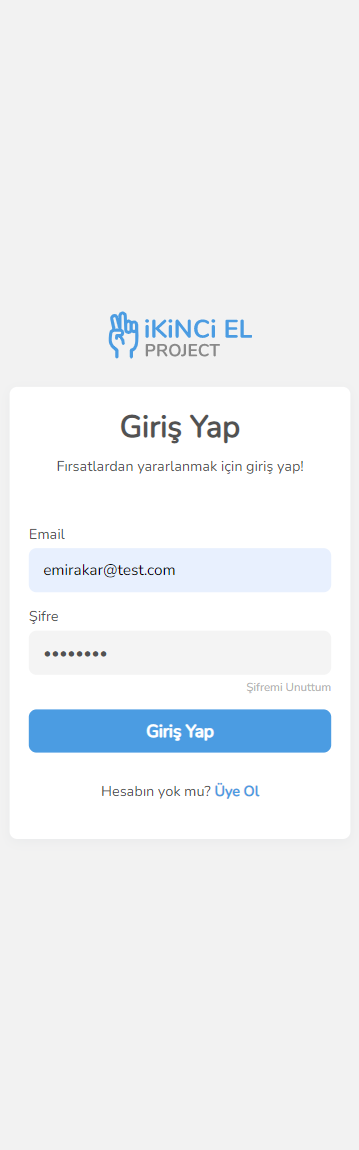 iKiNCi EL
PROJECT
Giriş Yap
Fırsatlardan yararlanmak için giriş yap!
Email
emirakar@test.com
Şifre
••••••••
Şifremi Unuttum
Giriş Yap
Hesabın yok mu? Üye Ol